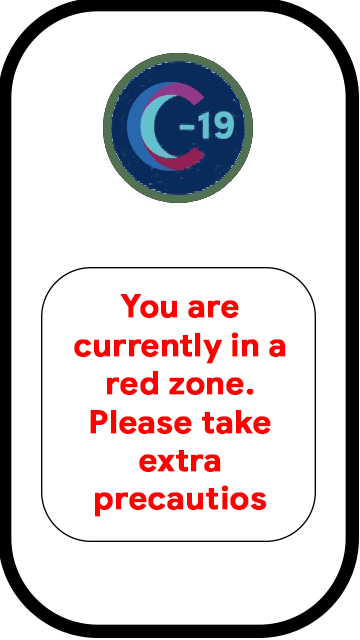 C-19
You are
currently in a
red zone.
Please take
extra
precautios